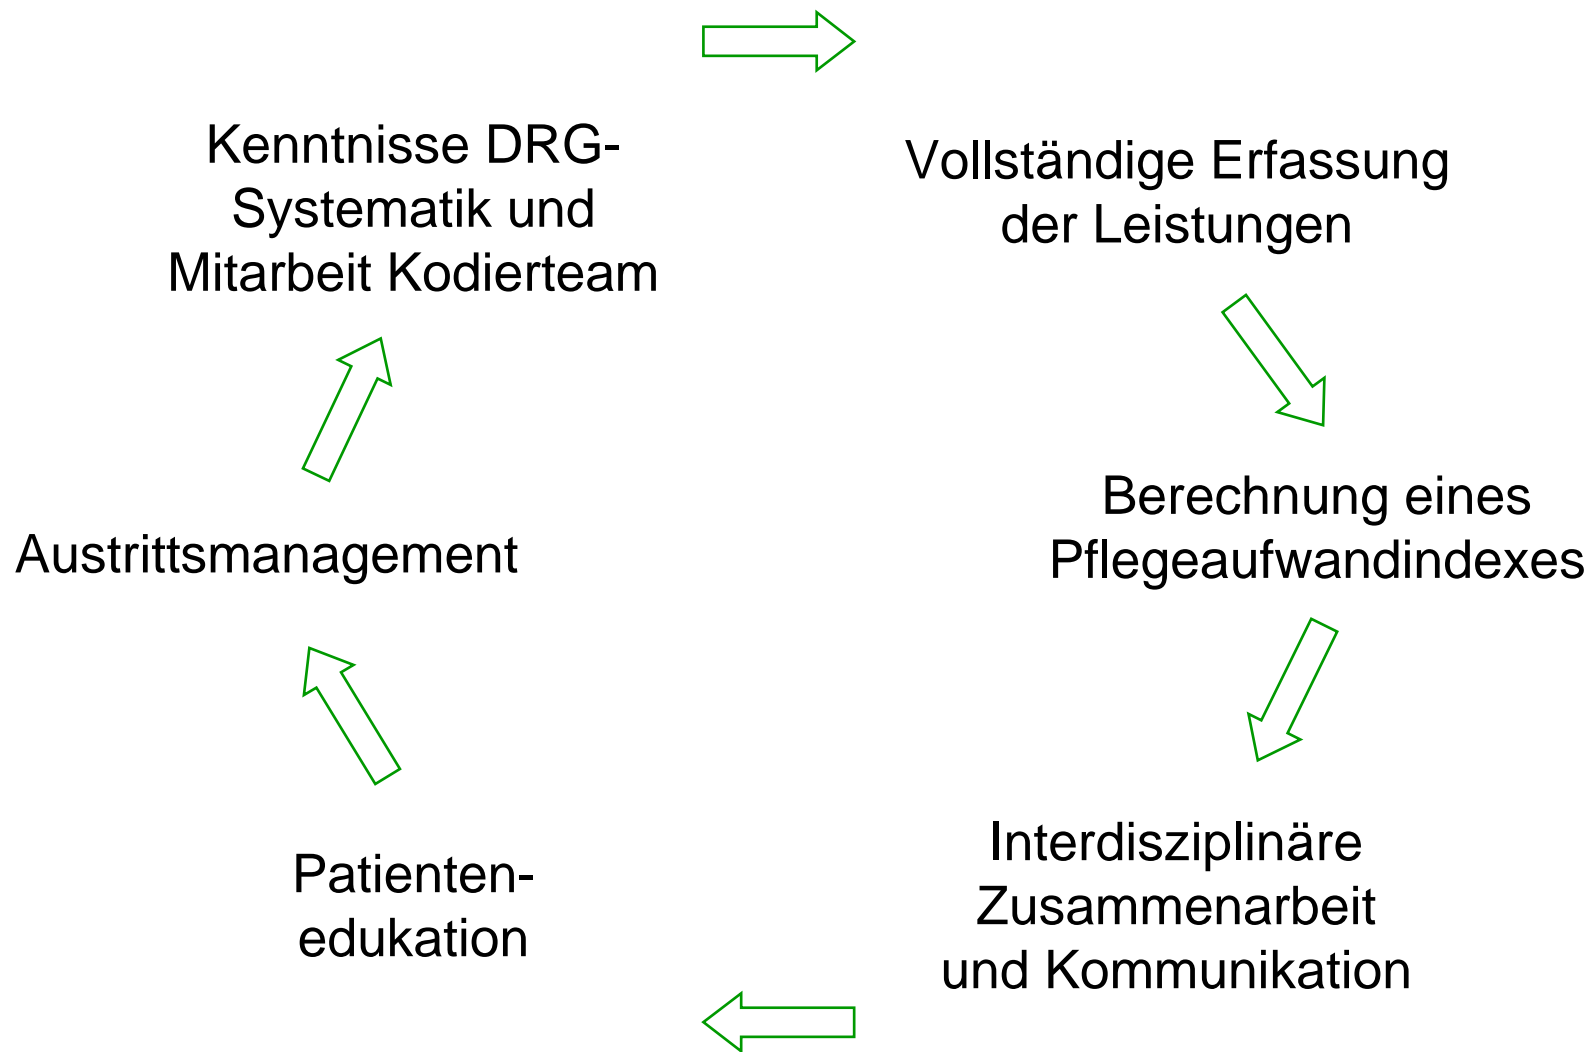 Kenntnisse DRG-
Systematik und
Mitarbeit Kodierteam
Vollständige Erfassung
der Leistungen
Berechnung eines
Pflegeaufwandindexes
Interdisziplinäre
Zusammenarbeit
und Kommunikation
Patienten-
edukation
Austrittsmanagement